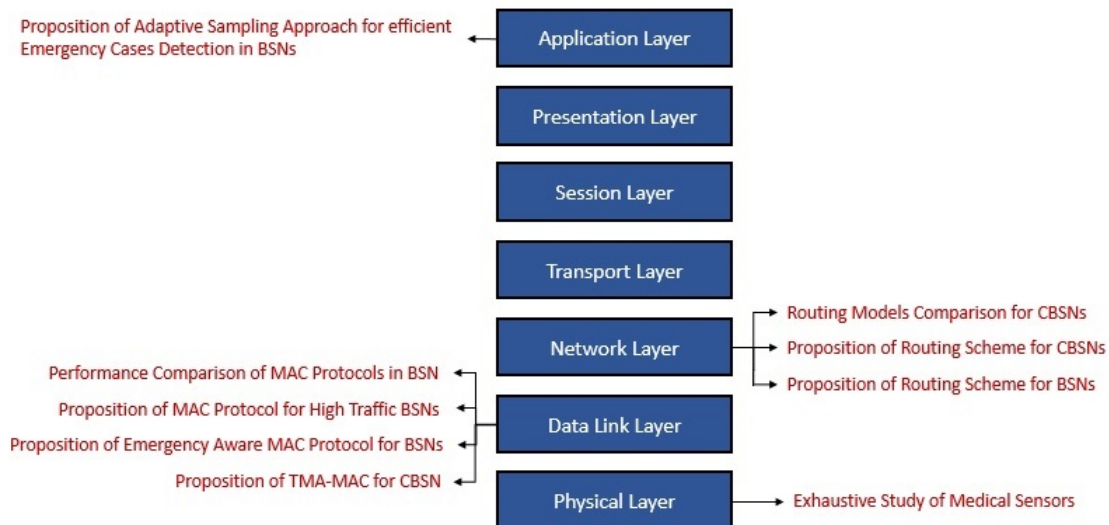 Proposition of Adaptive Sampling Approach for efficient
Emergency Cases Detection in BSNs
Application Layer
Presentation Layer
Session Layer
Transport Layer
Network Layer
Routing Models Comparison for CBSNs
Proposition of Routing Scheme for CBSNs
Proposition of Routing Scheme for BSNs
Performance Comparison of MAC Protocols in BSN
Proposition of MAC Protocol for High Traffic BSNs
Proposition of Emergency Aware MAC Protocol for BSNs
Proposition of TMA-MAC for CBSN
Data Link Layer
Physical Layer
Exhaustive Study of Medical Sensors